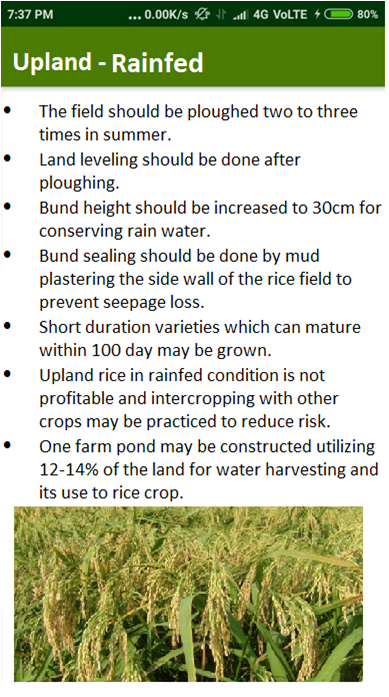 7:37 PM ... 0.00K/s 4G VoLTE 80%
Upland - Rainfed
• The field should be ploughed two to three
times in summer.
• Land leveling should be done after
ploughing.
• Bund height should be increased to 30cm for
conserving rain water.
• Bund sealing should be done by mud
plastering the side wall of the rice field to
prevent seepage loss.
• Short duration varieties which can mature
within 100 day may be grown.
• Upland rice in rainfed condition is not
profitable and intercropping with other
crops may be practiced to reduce risk.
• One farm pond may be constructed utilizing
12-14% of the land for water harvesting and
its use to rice crop.